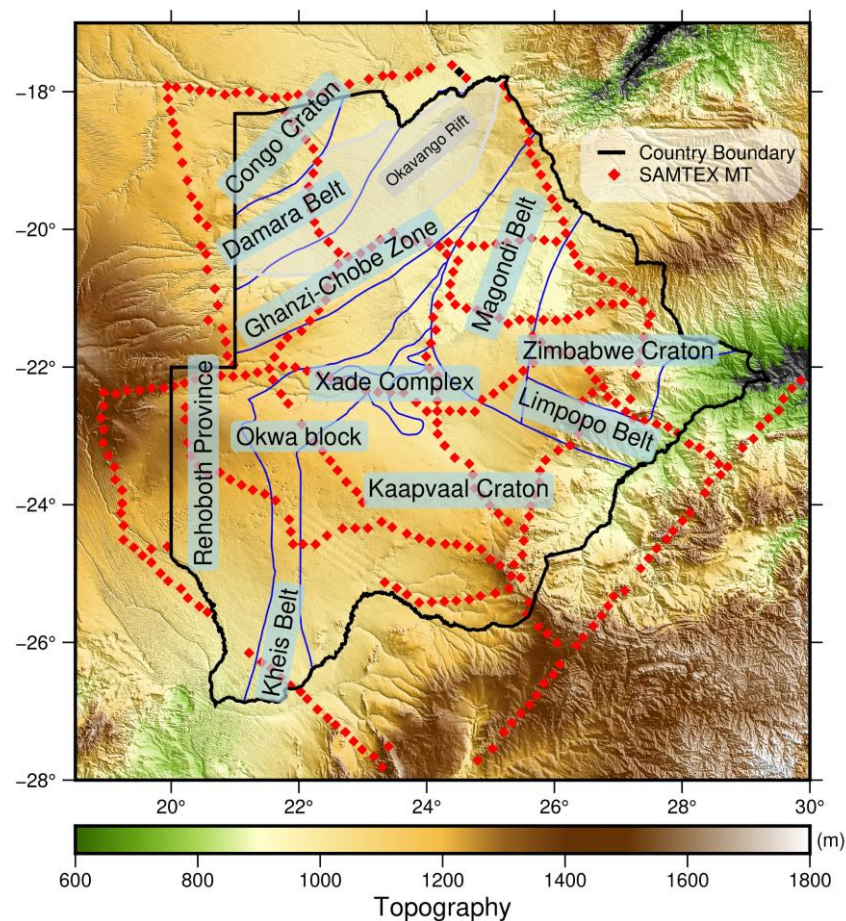 −18°
−20°
−22°
−24°
−26°
−28°
Congo Craton
Okavango Rift
Country Boundary
SAMTEX MT
Damara Belt
Ghanzi-Chobe Zone
Magondi Belt
Zimbabwe Craton
Xade Complex
Limpopo Belt
Rehoboth Province
Okwa block
Kaapvaal Craton
Kheis Belt
20°
22°
24°
26°
28°
30°
(m)
600
800
1000
1200
1400
1600
1800
Topography